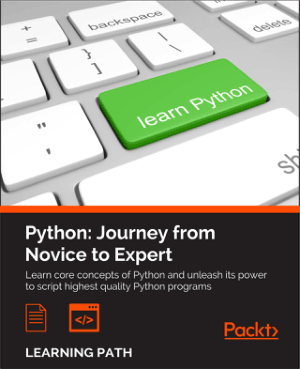 +
=
backspace
delete
}
]
|
\
learn Python
"
'
shi
Python: Journey from
Novice to Expert
Learn core concepts of Python and unleash its power
to script highest quality Python programs
</>
Packt>
LEARNING PATH